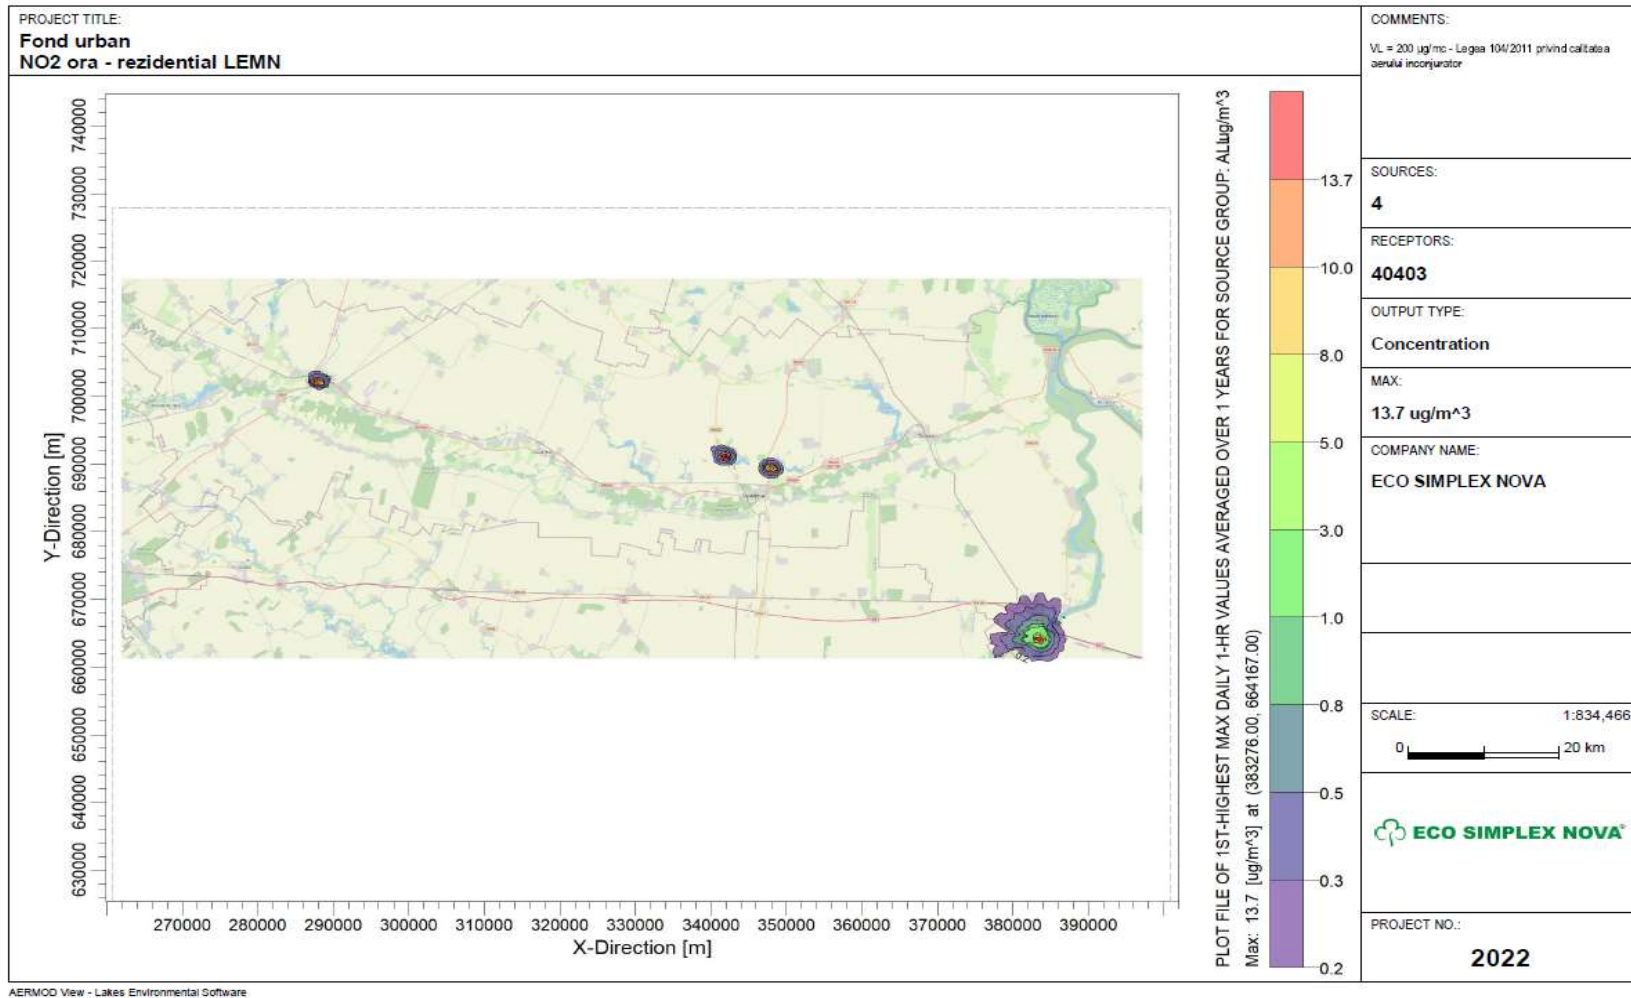 PROJECT TITLE:
Fond urban
NO2 ora - rezidential LEMN
COMMENTS:
VL = 200 µg/mc - Legea 104/2011 privind calitatea
aerului inconjurator
SOURCES:
4
RECEPTORS:
40403
OUTPUT TYPE:
Concentration
MAX:
13.7 ug/m^3
COMPANY NAME:
ECO SIMPLEX NOVA
SCALE:
1:834,466
0
20 km
ECO SIMPLEX NOVA®
PROJECT NO.:
2022
Y-Direction [m]
740000
730000
720000
710000
700000
690000
680000
670000
660000
650000
640000
630000
270000 280000 290000 300000 310000 320000 330000 340000 350000 360000 370000 380000 390000
X-Direction [m]
PLOT FILE OF 1ST-HIGHEST MAX DAILY 1-HR VALUES AVERAGED OVER 1 YEARS FOR SOURCE GROUP: ALLug/m^3
Max: 13.7 [ug/m^3] at (383276.00, 664167.00)
13.7
10.0
8.0
5.0
3.0
1.0
0.8
0.5
0.3
0.2
AERMOD View - Lakes Environmental Software